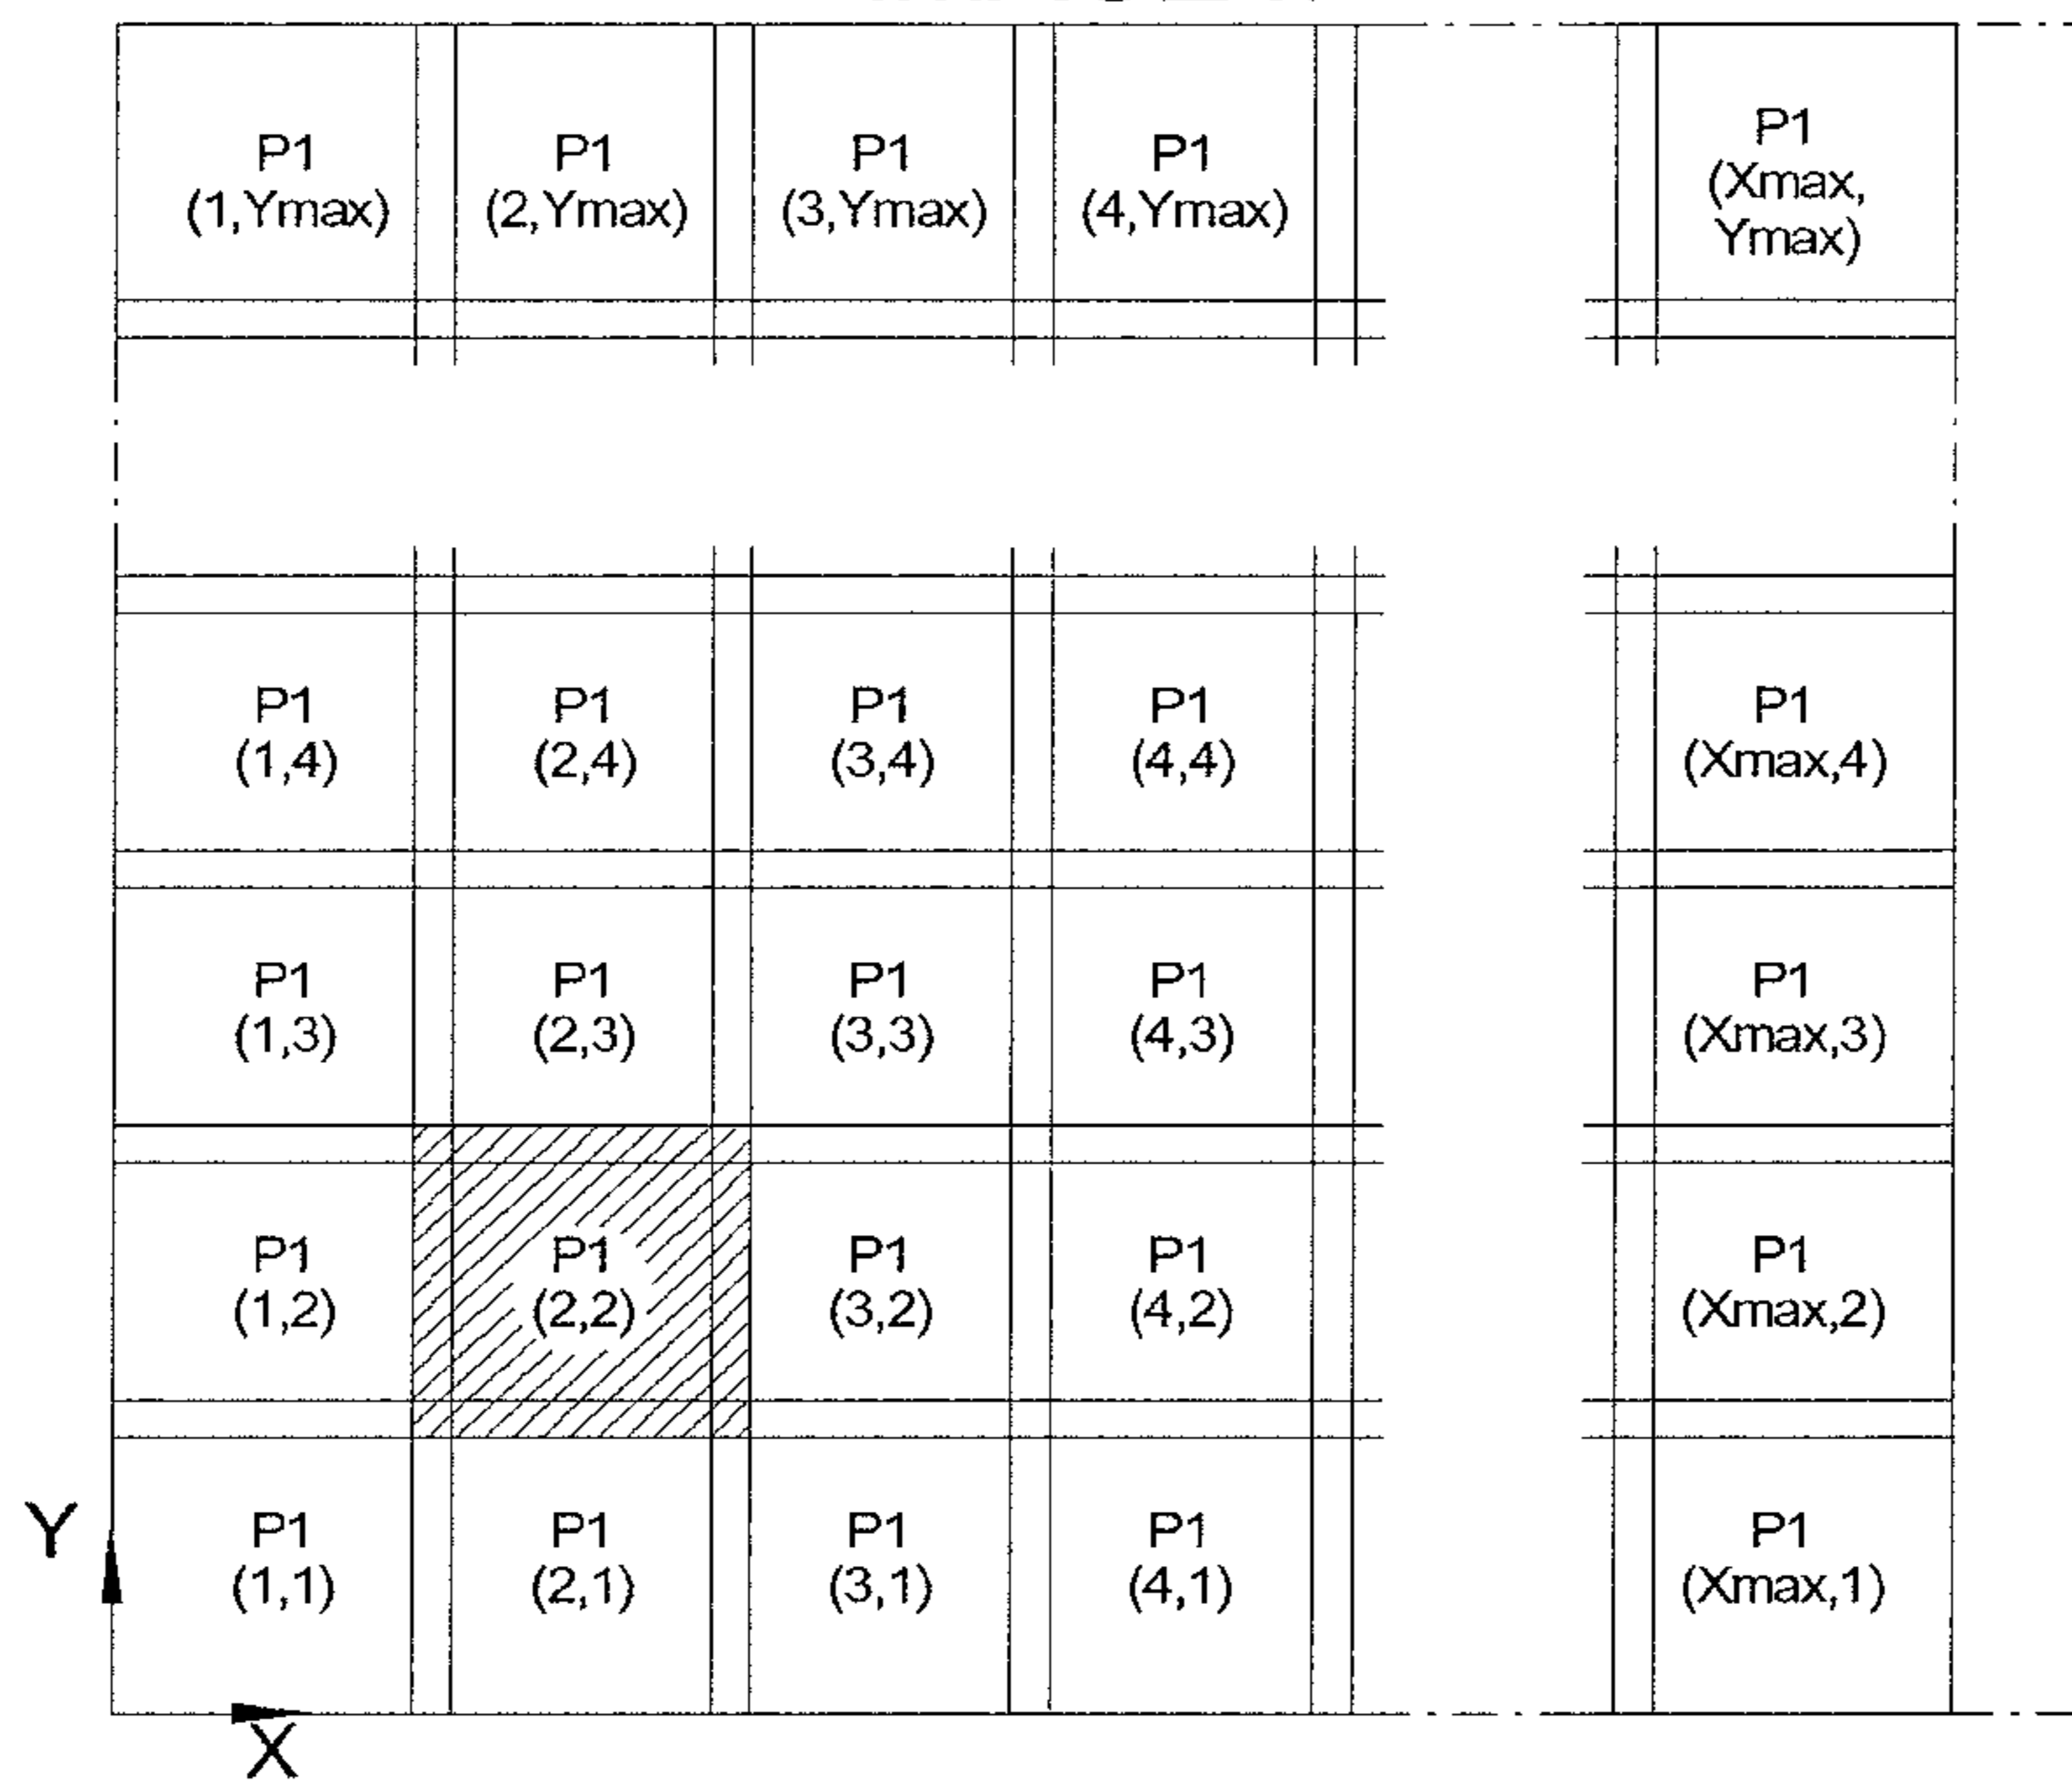 P1
(1,Ymax)
P1
(2,Ymax)
P1
(3,Ymax)
P1
(4,Ymax)
P1
(Xmax,
Ymax)
P1
(1,4)
P1
(2,4)
P1
(3,4)
P1
(4,4)
P1
(Xmax,4)
P1
(1,3)
P1
(2,3)
P1
(3,3)
P1
(4,3)
P1
(Xmax,3)
P1
(1,2)
P1
(2,2)
P1
(3,2)
P1
(4,2)
P1
(Xmax,2)
P1
(1,1)
P1
(2,1)
P1
(3,1)
P1
(4,1)
P1
(Xmax,1)
Y
X